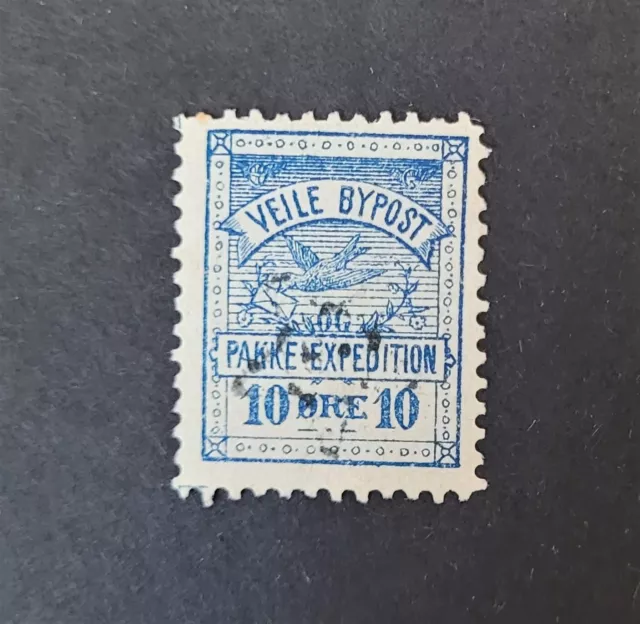 VEILE BYPOST
OG
PAKKE-EXPEDITION
10 ØRE 10